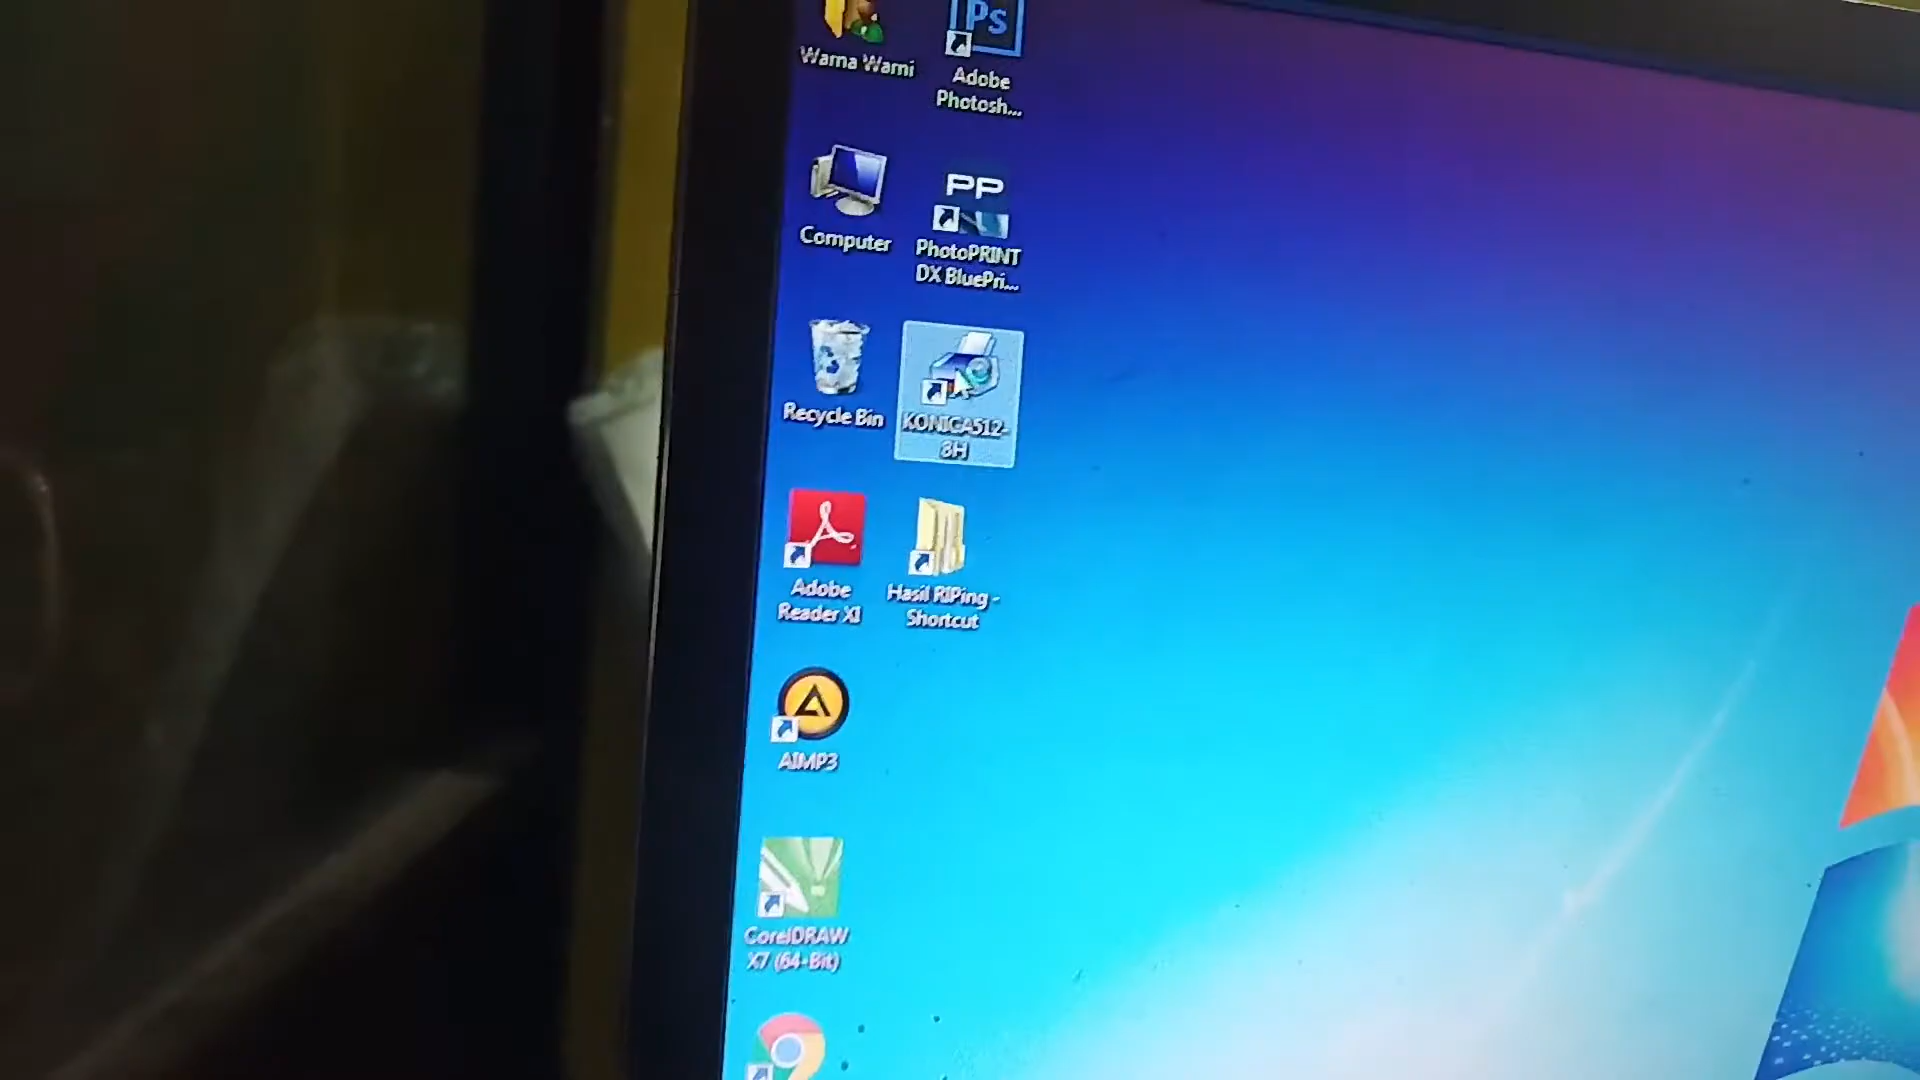 Warna Warni
Ps
Adobe
Photosh...
Computer
PP
PhotoPRINT
DX BluePri...
Recycle Bin
KONICA512-
8H
Adobe
Reader XI
Hasil RIPing -
Shortcut
AIMP3
CorelDRAW
X7 (64-Bit)